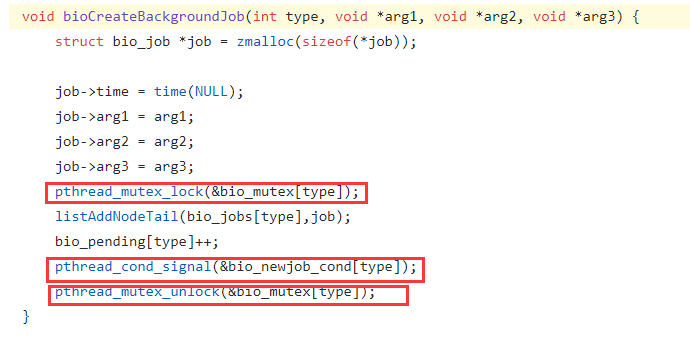 void bioCreateBackgroundJob(int type, void *arg1, void *arg2, void *arg3) {
    struct bio_job *job = zmalloc(sizeof(*job));

    job->time = time(NULL);
    job->arg1 = arg1;
    job->arg2 = arg2;
    job->arg3 = arg3;
    pthread_mutex_lock(&bio_mutex[type]);
    listAddNodeTail(bio_jobs[type],job);
    bio_pending[type]++;
    pthread_cond_signal(&bio_newjob_cond[type]);
    pthread_mutex_unlock(&bio_mutex[type]);
}